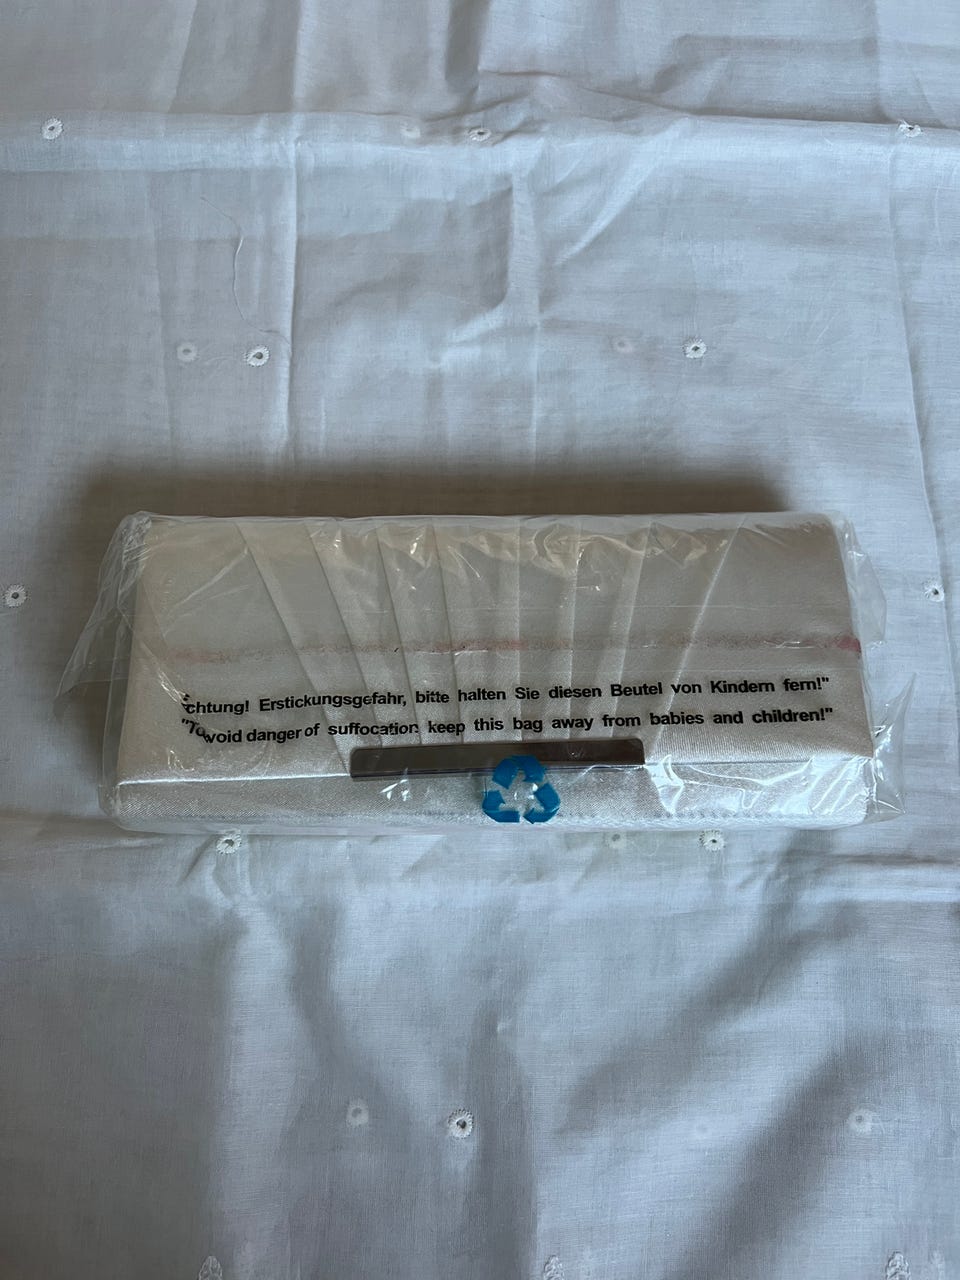 chtung! Erstickungsgefahr, bitte halten Sie diesen Beutel von Kindern fern!"
"To avoid danger of suffocation keep this bag away from babies and children!"